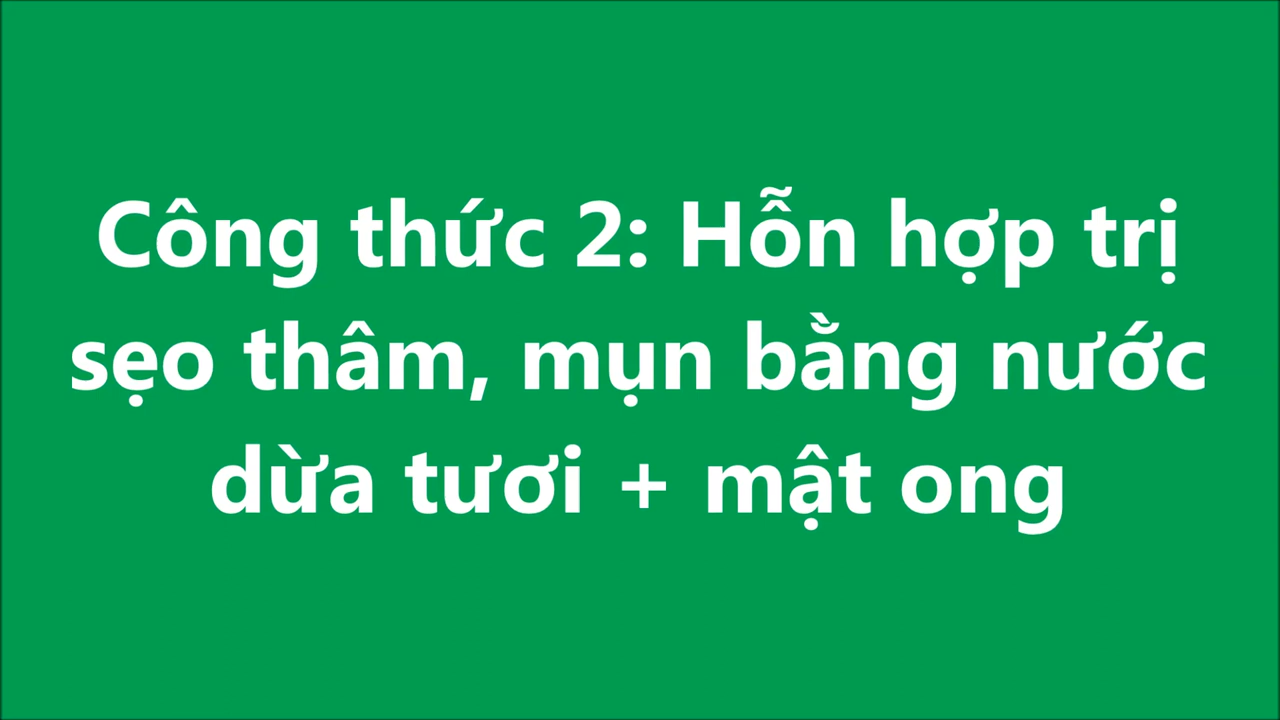 Công thức 2: Hỗn hợp trị
sẹo thâm, mụn bằng nước
dừa tươi + mật ong